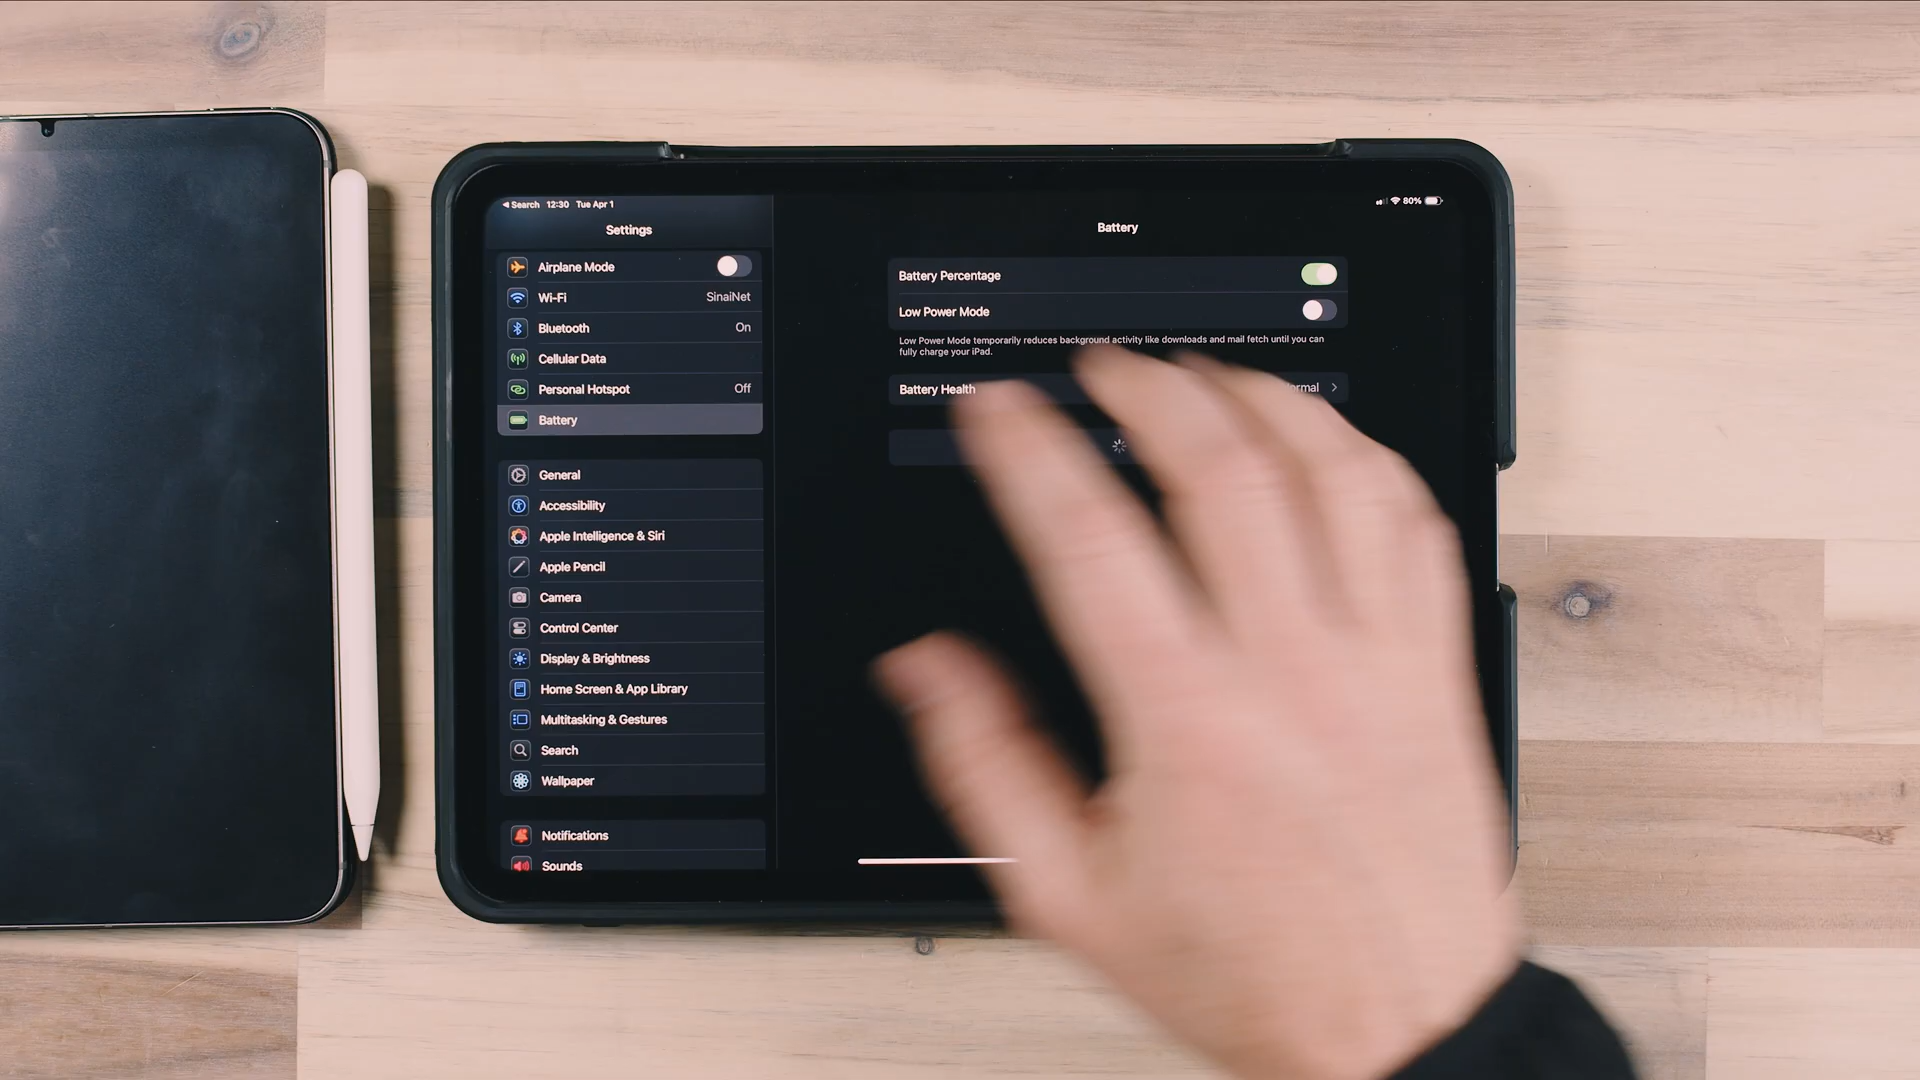 Search 12:30 Tue Apr 1
80%
Settings
Airplane Mode
Wi-Fi SinaiNet
Bluetooth On
Cellular Data
Personal Hotspot Off
Battery
General
Accessibility
Apple Intelligence & Siri
Apple Pencil
Camera
Control Center
Display & Brightness
Home Screen & App Library
Multitasking & Gestures
Search
Wallpaper
Notifications
Sounds
Battery
Battery Percentage
Low Power Mode
Low Power Mode temporarily reduces background activity like downloads and mail fetch until you can
fully charge your iPad.
Battery Health